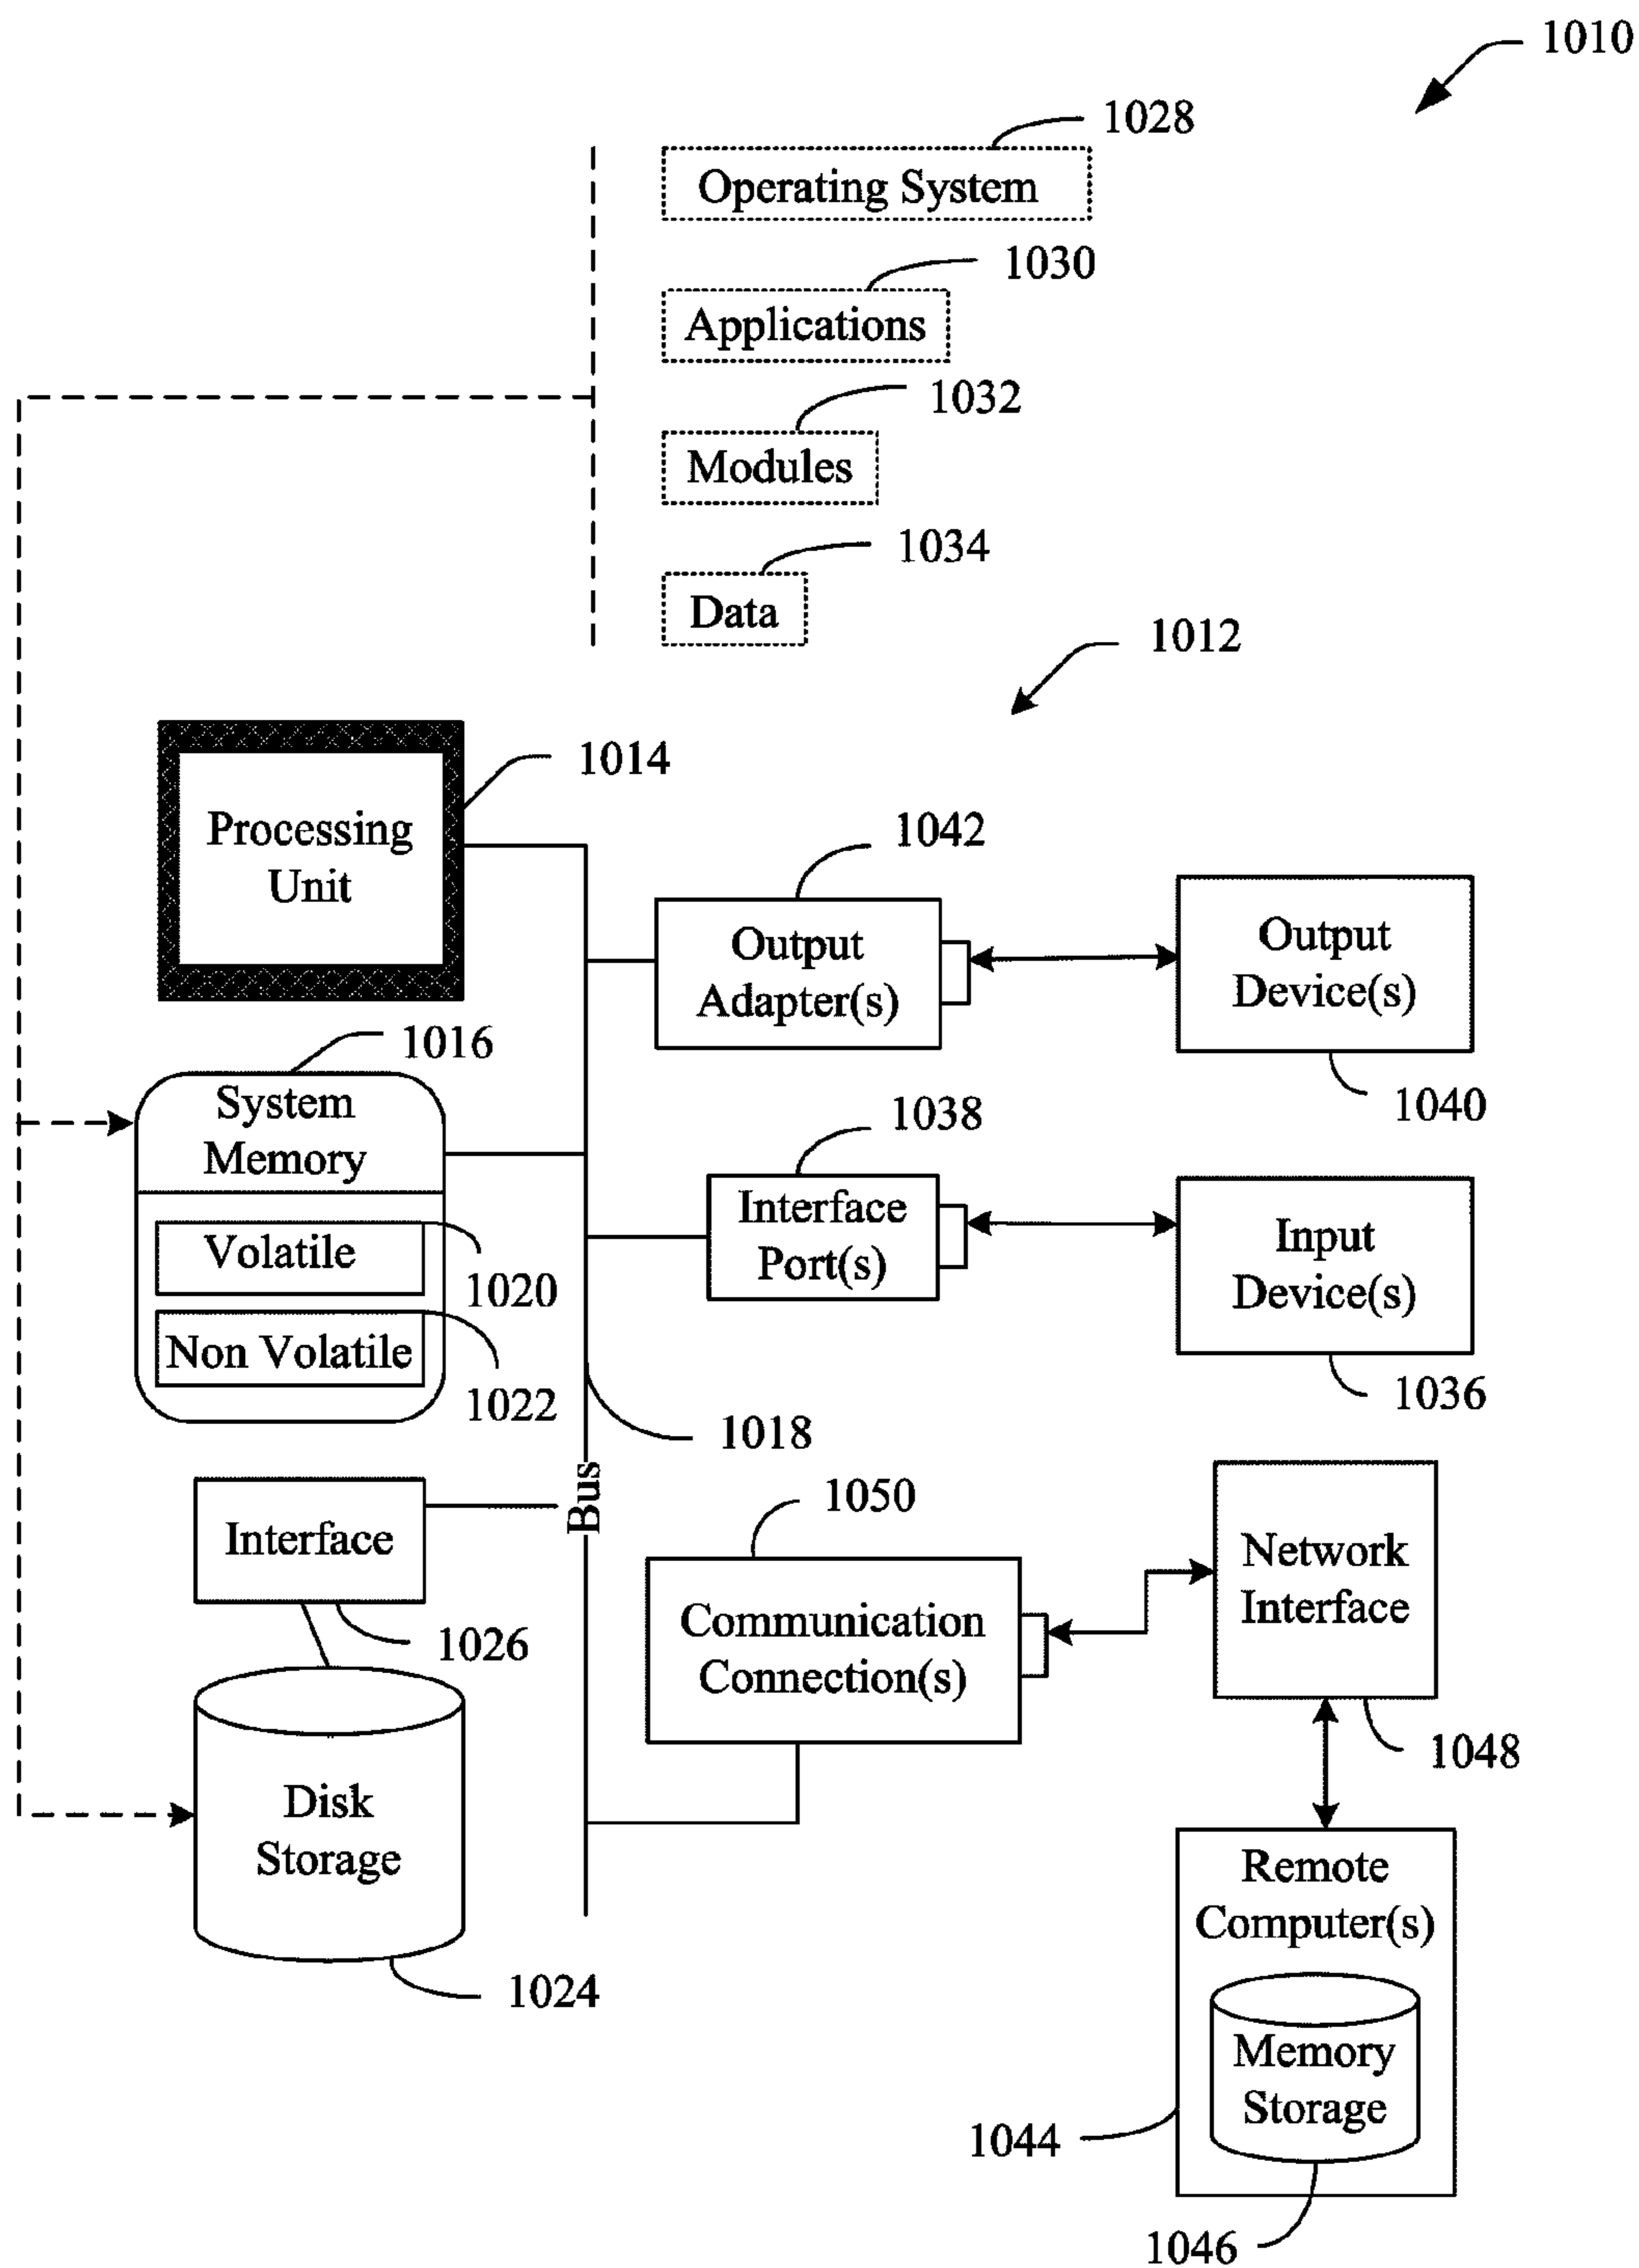 1010
1028
Operating System
1030
Applications
1032
Modules
1034
Data
1012
1014
Processing
Unit
1042
Output
Adapter(s)
Output
Device(s)
1040
1016
System
Memory
Volatile
1020
Non Volatile
1022
1038
Interface
Port(s)
Input
Device(s)
1036
1018
Bus
Interface
1026
1050
Communication
Connection(s)
Network
Interface
1048
Disk
Storage
1024
Remote
Computer(s)
Memory
Storage
1044
1046